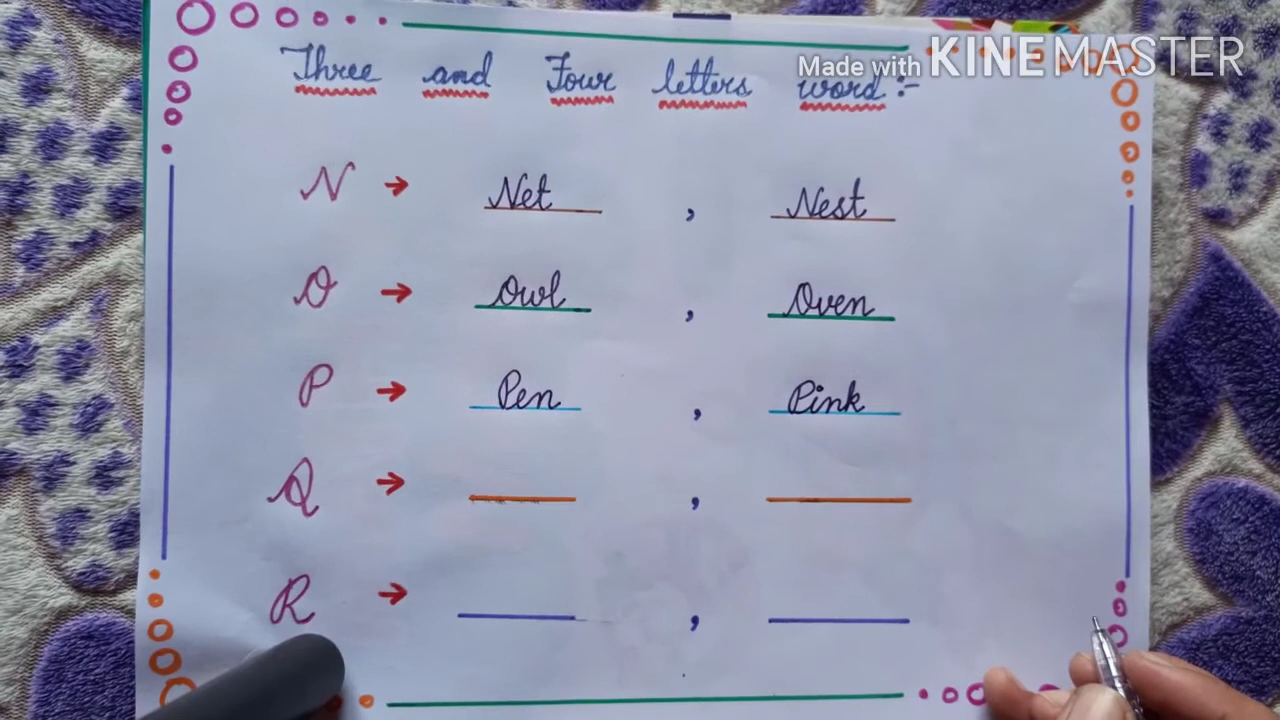 Made with KINEMASTER
Three and Four letters word :-
N → Net , Nest
O → Owl , Oven
P → Pen , Pink
Q → ,
R → ,